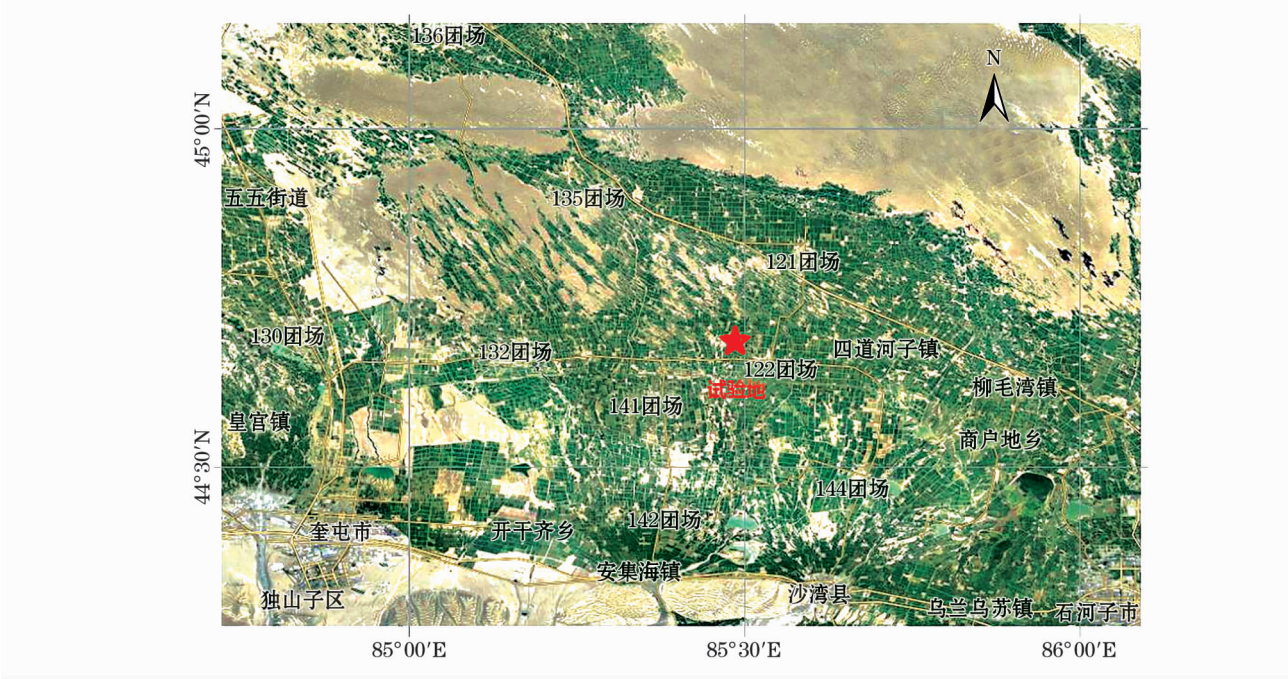 136团场
N
45°00′N
五五街道
135团场
121团场
130团场
132团场
四道河子镇
122团场
柳毛湾镇
试验地
141团场
皇宫镇
商户地乡
44°30′N
144团场
142团场
奎屯市
开干齐乡
安集海镇
沙湾县
独山子区
乌兰乌苏镇
石河子市
85°00′E
85°30′E
86°00′E